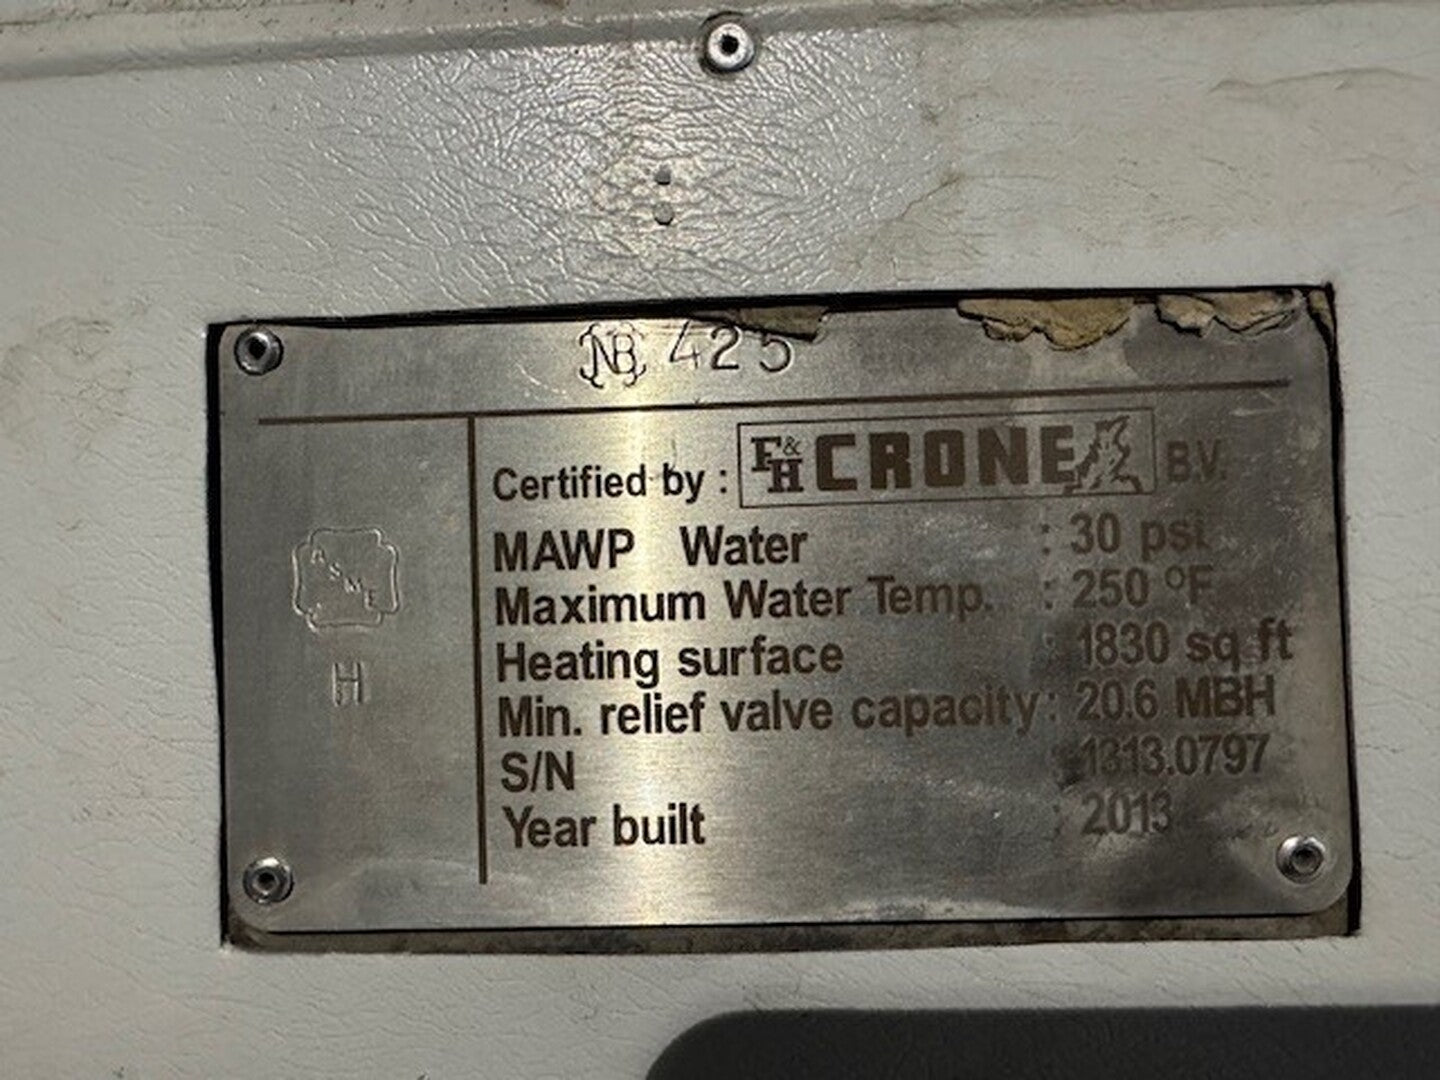 NB 425
Certified by : F&H CRONE B.V.
MAWP Water : 30 psi
Maximum Water Temp. : 250 °F
Heating surface : 1830 sq ft
Min. relief valve capacity : 20.6 MBH
S/N : 1313.0797
Year built : 2013
ASME
H